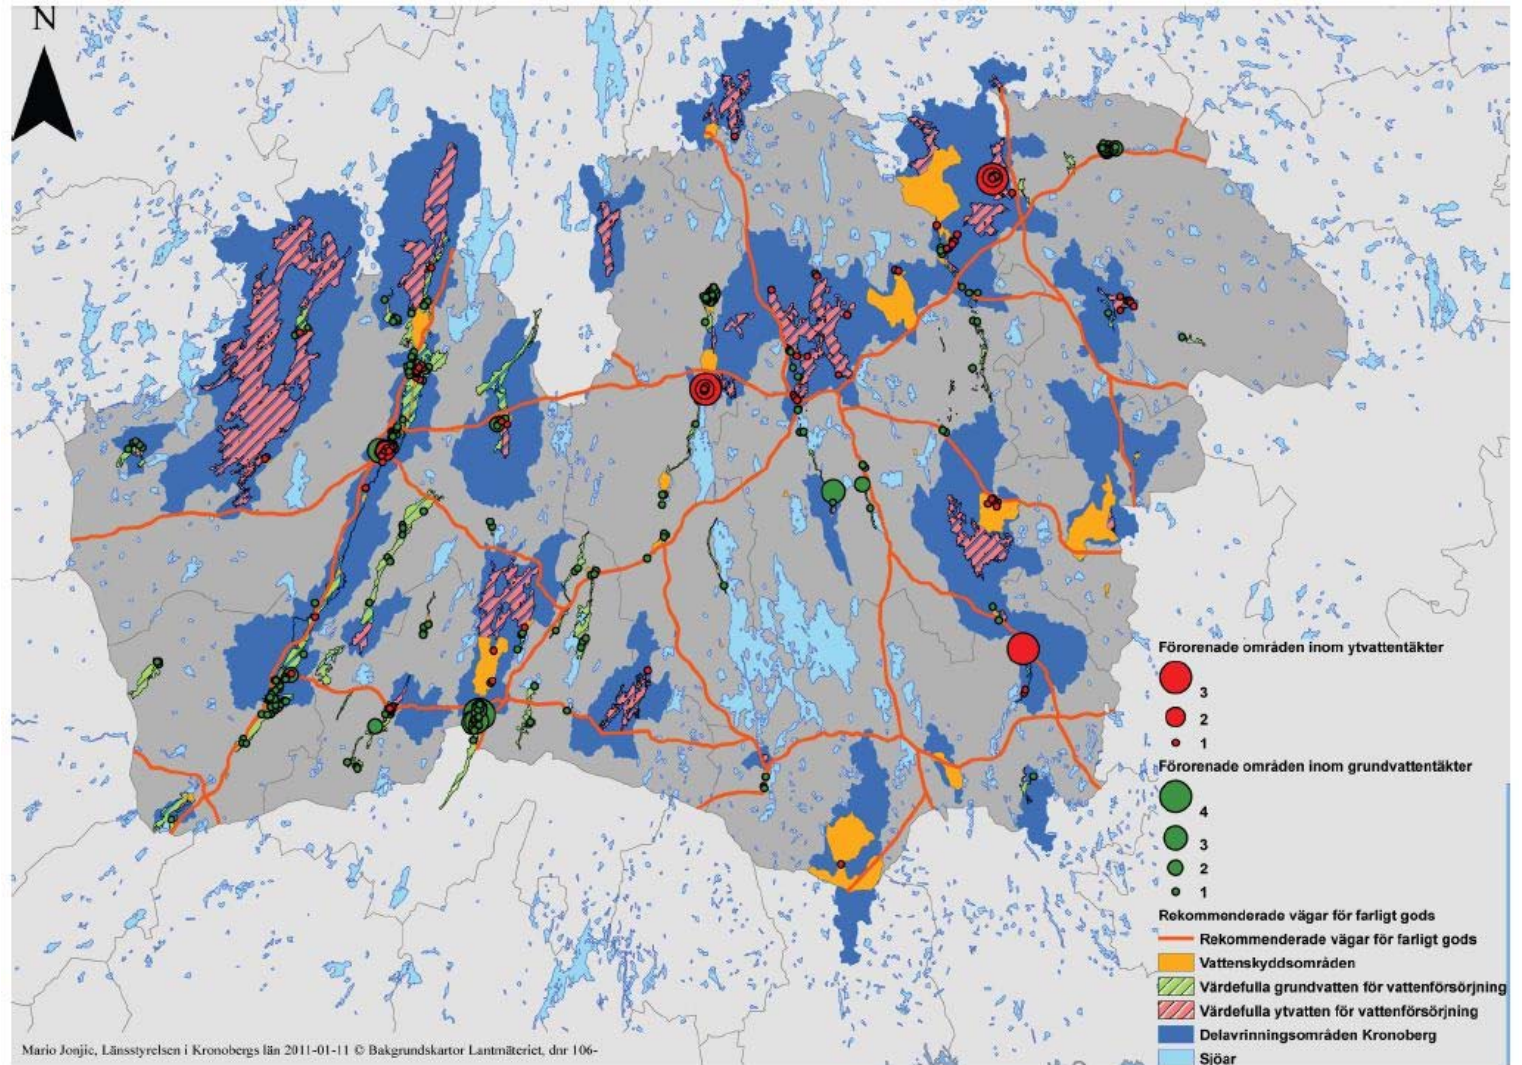 N
Förorenade områden inom ytvattentäkter
3
2
1
Förorenade områden inom grundvattentäkter
4
3
2
1
Rekommenderade vägar för farligt gods
Rekommenderade vägar för farligt gods
Vattenskyddsområden
Värdefulla grundvatten för vattenförsörjning
Värdefulla ytvatten för vattenförsörjning
Delavrinningsområden Kronoberg
Sjöar
Mario Jonjic, Länsstyrelsen i Kronobergs län 2011-01-11 © Bakgrundskartor Lantmäteriet, dnr 106-